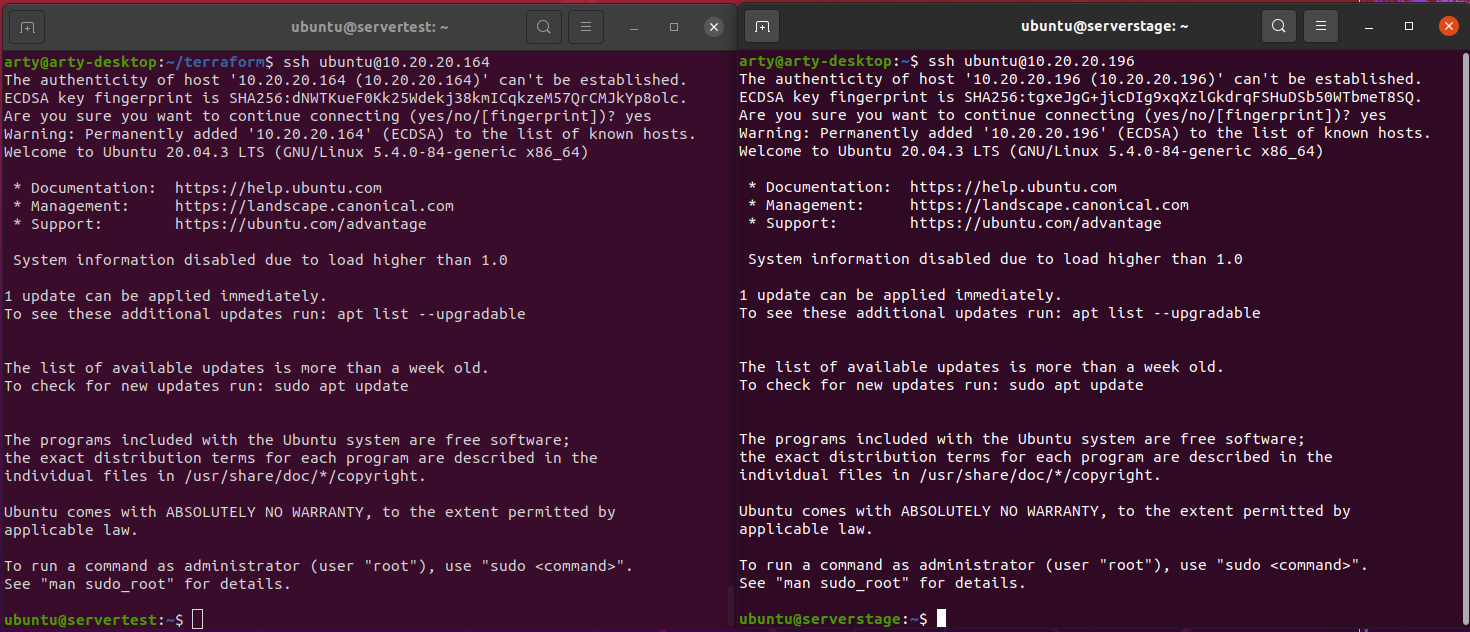 ubuntu@servertest: ~
arty@arty-desktop:~/terraform$ ssh ubuntu@10.20.20.164
The authenticity of host '10.20.20.164 (10.20.20.164)' can't be established.
ECDSA key fingerprint is SHA256:dNWTKueF0Kk25Wdekj38kmICqkzeM57QrCMJkYp8olc.
Are you sure you want to continue connecting (yes/no/[fingerprint])? yes
Warning: Permanently added '10.20.20.164' (ECDSA) to the list of known hosts.
Welcome to Ubuntu 20.04.3 LTS (GNU/Linux 5.4.0-84-generic x86_64)
* Documentation:  https://help.ubuntu.com
* Management:     https://landscape.canonical.com
* Support:        https://ubuntu.com/advantage
System information disabled due to load higher than 1.0
1 update can be applied immediately.
To see these additional updates run: apt list --upgradable
The list of available updates is more than a week old.
To check for new updates run: sudo apt update
The programs included with the Ubuntu system are free software;
the exact distribution terms for each program are described in the
individual files in /usr/share/doc/*/copyright.
Ubuntu comes with ABSOLUTELY NO WARRANTY, to the extent permitted by
applicable law.
To run a command as administrator (user "root"), use "sudo <command>".
See "man sudo_root" for details.
ubuntu@servertest:~$
ubuntu@serverstage: ~
arty@arty-desktop:~$ ssh ubuntu@10.20.20.196
The authenticity of host '10.20.20.196 (10.20.20.196)' can't be established.
ECDSA key fingerprint is SHA256:tgxeJgG+jicDIg9xqXzlGkdrqFSHuDSb50WTbmeT8SQ.
Are you sure you want to continue connecting (yes/no/[fingerprint])? yes
Warning: Permanently added '10.20.20.196' (ECDSA) to the list of known hosts.
Welcome to Ubuntu 20.04.3 LTS (GNU/Linux 5.4.0-84-generic x86_64)
* Documentation:  https://help.ubuntu.com
* Management:     https://landscape.canonical.com
* Support:        https://ubuntu.com/advantage
System information disabled due to load higher than 1.0
1 update can be applied immediately.
To see these additional updates run: apt list --upgradable
The list of available updates is more than a week old.
To check for new updates run: sudo apt update
The programs included with the Ubuntu system are free software;
the exact distribution terms for each program are described in the
individual files in /usr/share/doc/*/copyright.
Ubuntu comes with ABSOLUTELY NO WARRANTY, to the extent permitted by
applicable law.
To run a command as administrator (user "root"), use "sudo <command>".
See "man sudo_root" for details.
ubuntu@serverstage:~$